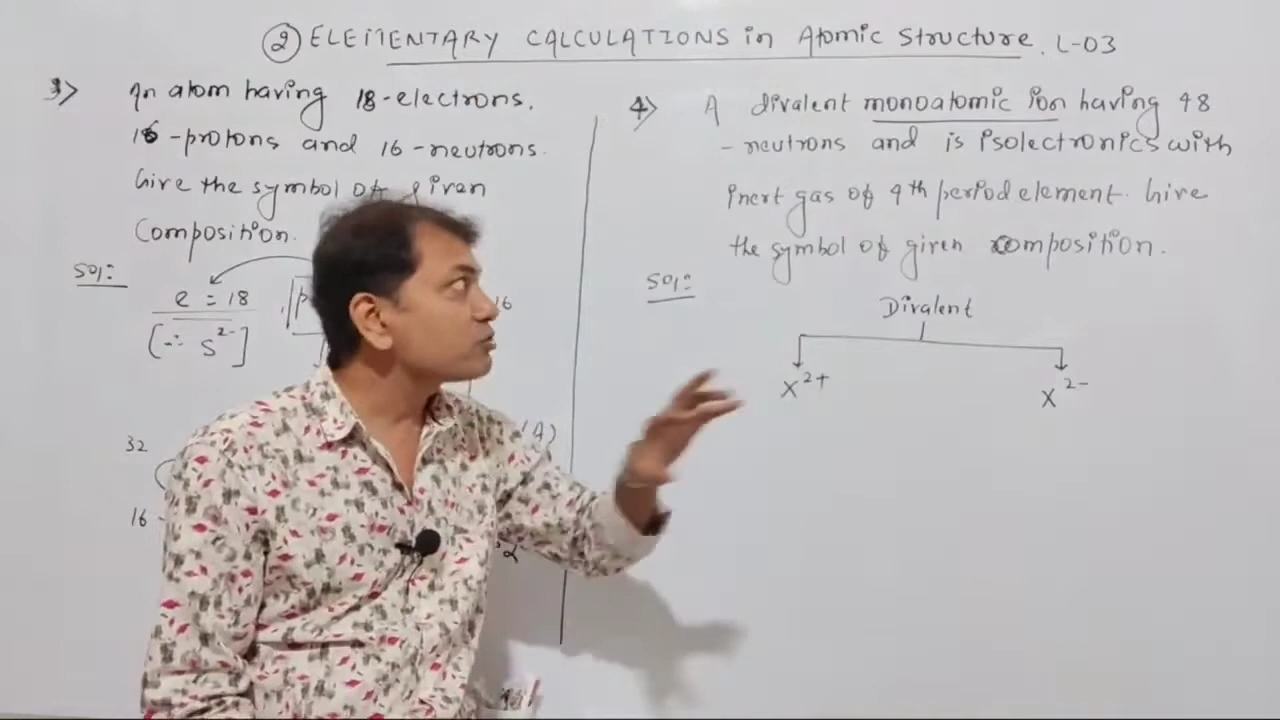 ② ELEMENTARY CALCULATIONS in Atomic Structure. L-03
3> An atom having 18-electrons.
16-protons and 16-neutrons.
Give the symbol of given
Composition.
Sol:
e = 18
[∴ S²⁻]
16
32
16
(A)
4> A divalent monoatomic ion having 48
- neutrons and is isolectronics with
inert gas of 4th period element. Give
the symbol of given composition.
Sol:
Divalent
X²⁺ X²⁻